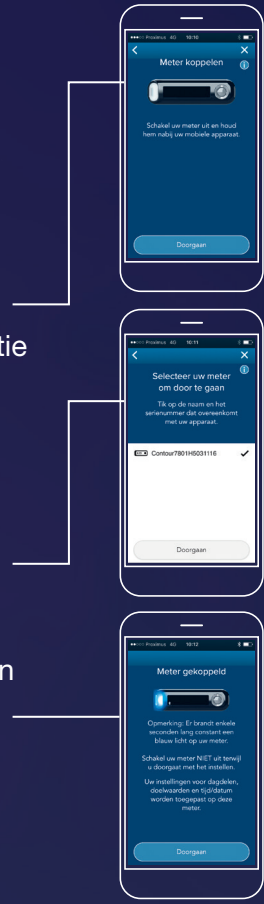 ●●●○○ Proximus 4G 10:10
Meter koppelen
Schakel uw meter uit en houd
hem nabij uw mobiele apparaat.
Doorgaan
tie
●●○○○ Proximus 4G 10:11
Selecteer uw meter
om door te gaan
Tik op de naam en het
serienummer dat overeenkomt
met uw apparaat.
Contour7801H5031116
Doorgaan
n
●●○○○ Proximus 4G 10:12
Meter gekoppeld
Opmerking: Er brandt enkele
seconden lang constant een
blauw licht op uw meter.
Schakel uw meter NIET uit terwijl
u doorgaat met het instellen.
Uw instellingen voor dagdelen,
doelwaarden en tijd/datum
worden toegepast op deze
meter.
Doorgaan